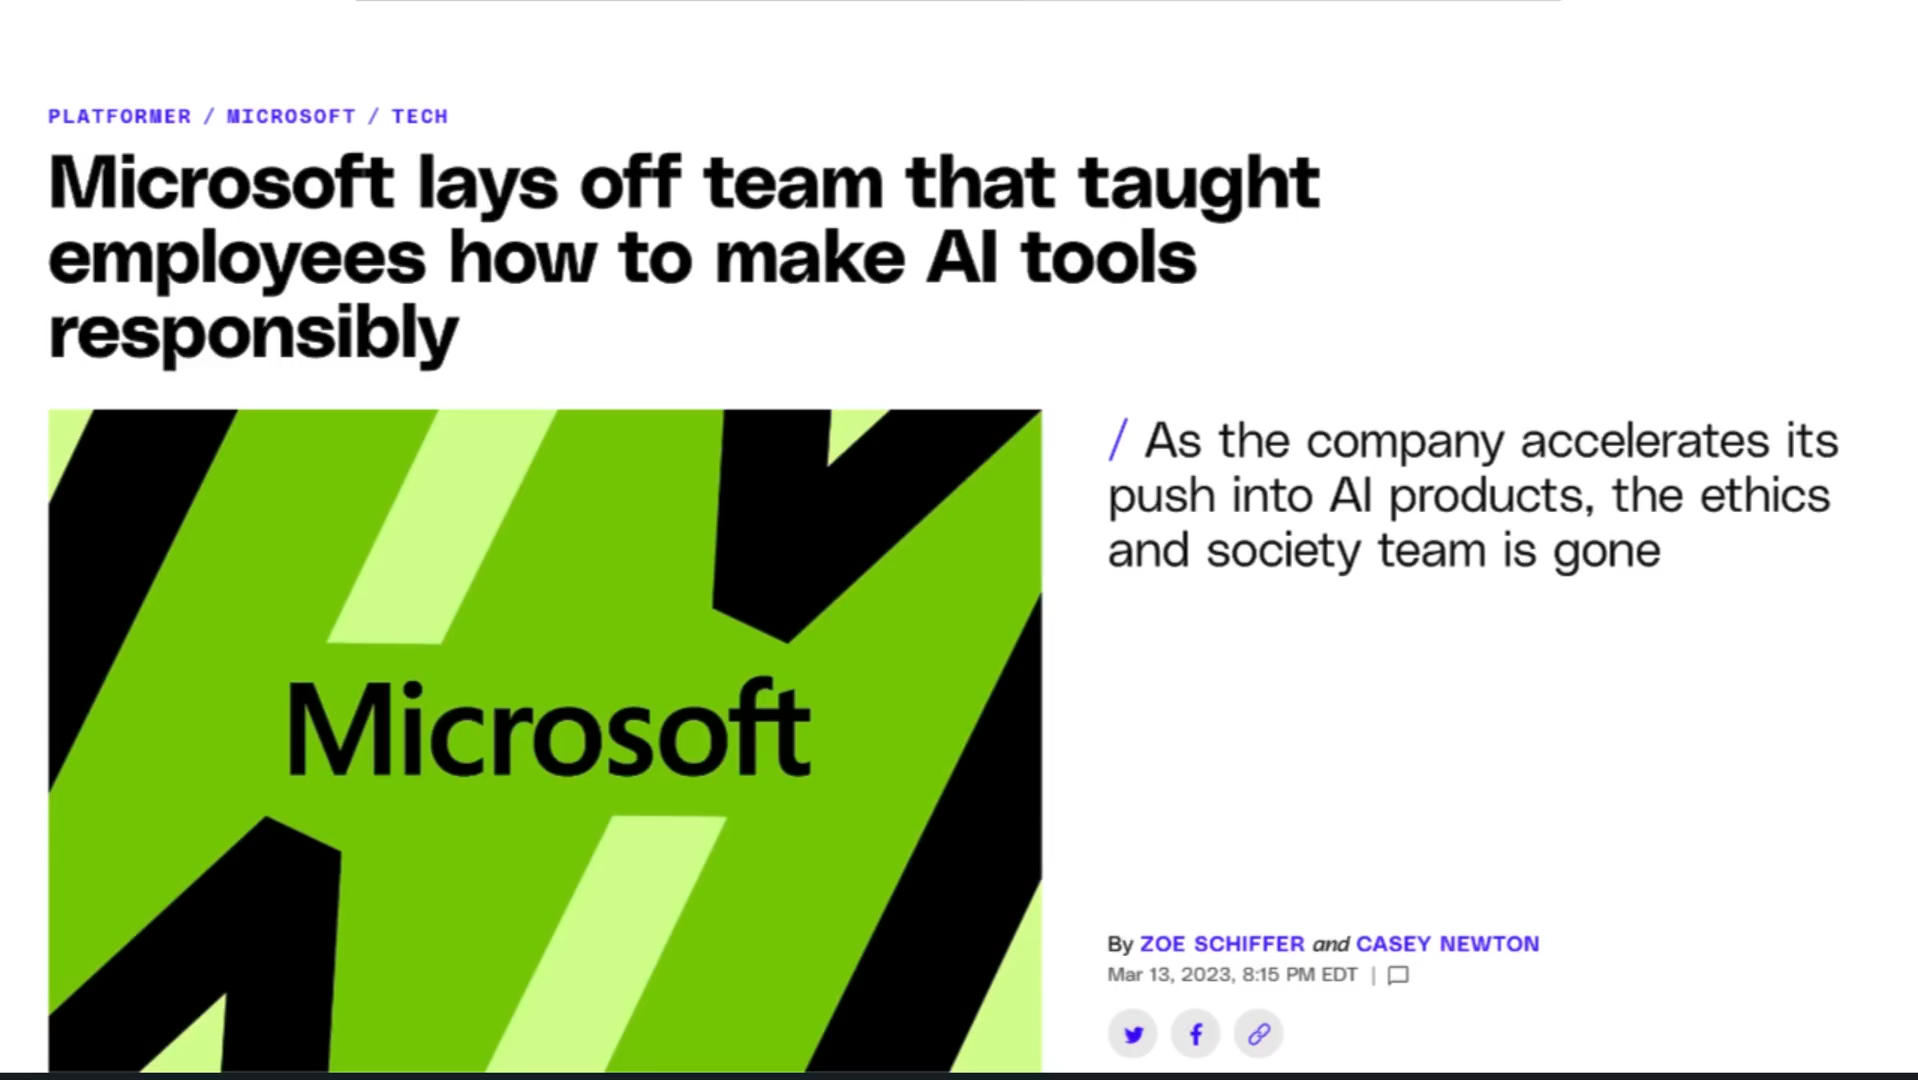 PLATFORMER / MICROSOFT / TECH
Microsoft lays off team that taught
employees how to make AI tools
responsibly
/ As the company accelerates its
push into AI products, the ethics
and society team is gone
Microsoft
By ZOE SCHIFFER and CASEY NEWTON
Mar 13, 2023, 8:15 PM EDT |